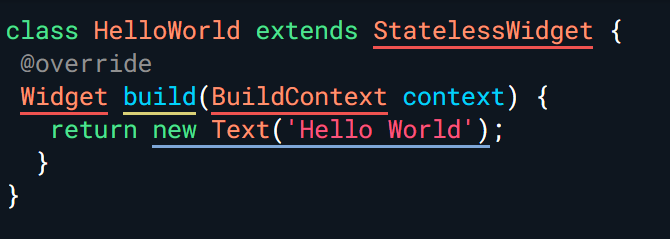 class HelloWorld extends StatelessWidget {
@override
Widget build(BuildContext context) {
return new Text('Hello World');
}
}